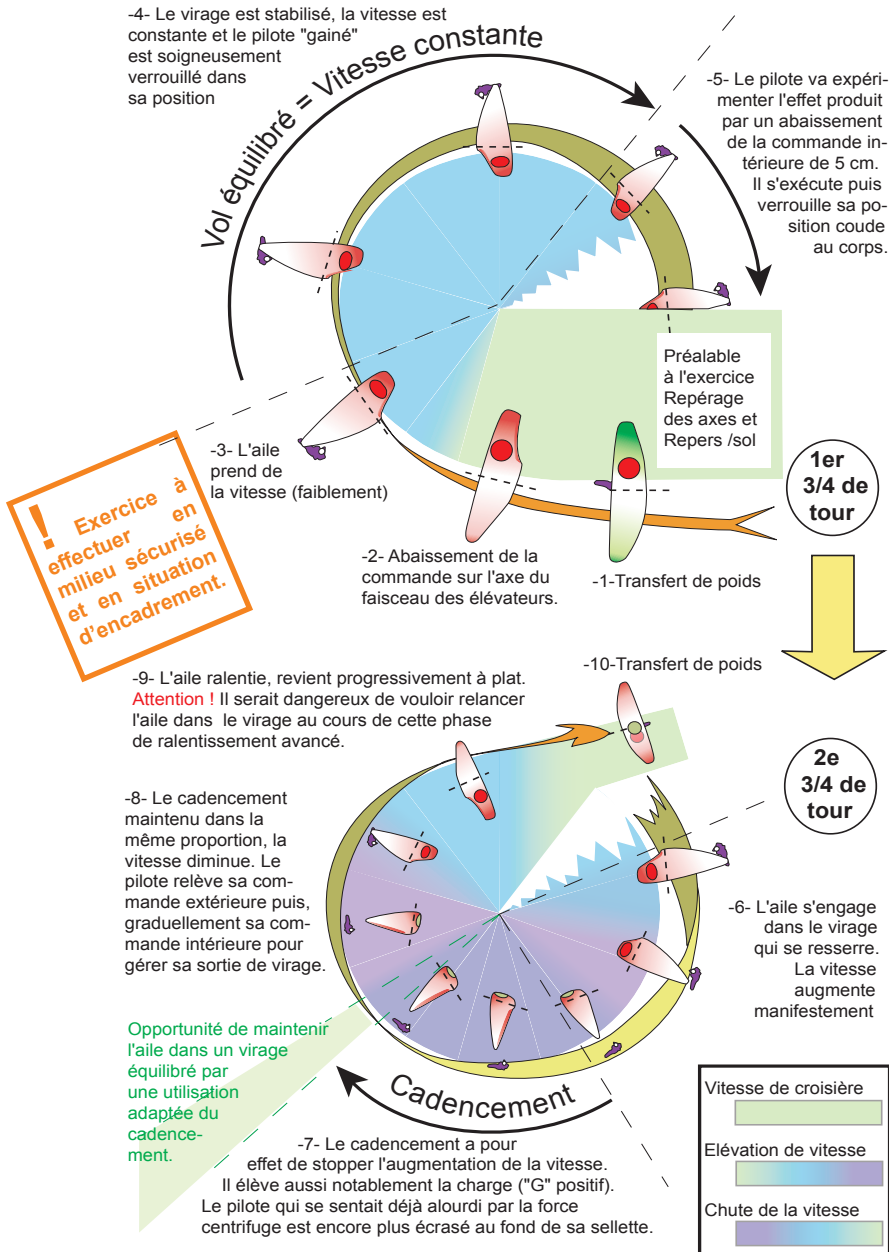 -4- Le virage est stabilisé, la vitesse est
constante et le pilote "gainé"
est soigneusement
verrouillé dans
sa position
Vol équilibré = Vitesse constante
-5- Le pilote va expéri-
menter l'effet produit
par un abaissement
de la commande in-
térieure de 5 cm.
Il s'exécute puis
verrouille sa po-
sition coude
au corps.
Préalable
à l'exercice
Repérage
des axes et
Repers /sol
-3- L'aile
prend de
la vitesse (faiblement)
1er
3/4 de
tour
! Exercice à
effectuer en
milieu sécurisé
et en situation
d'encadrement.
-2- Abaissement de la
commande sur l'axe du
faisceau des élévateurs.
-1-Transfert de poids
-10-Transfert de poids
-9- L'aile ralentie, revient progressivement à plat.
Attention ! Il serait dangereux de vouloir relancer
l'aile dans le virage au cours de cette phase
de ralentissement avancé.
2e
3/4 de
tour
-8- Le cadencement
maintenu dans la
même proportion, la
vitesse diminue. Le
pilote relève sa com-
mande extérieure puis,
graduellement sa com-
mande intérieure pour
gérer sa sortie de virage.
-6- L'aile s'engage
dans le virage
qui se resserre.
La vitesse
augmente
manifestement
Opportunité de maintenir
l'aile dans un virage
équilibré par
une utilisation
adaptée du
cadence-
ment.
Cadencement
-7- Le cadencement a pour
effet de stopper l'augmentation de la vitesse.
Il élève aussi notablement la charge ("G" positif).
Le pilote qui se sentait déjà alourdi par la force
centrifuge est encore plus écrasé au fond de sa sellette.
Vitesse de croisière
Elévation de vitesse
Chute de la vitesse